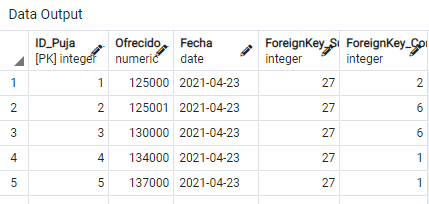 Data Output
ID_Puja Ofrecido Fecha ForeignKey_Su ForeignKey_Con
[PK] integer numeric date integer integer
1 1 125000 2021-04-23 27 2
2 2 125001 2021-04-23 27 6
3 3 130000 2021-04-23 27 6
4 4 134000 2021-04-23 27 1
5 5 137000 2021-04-23 27 1